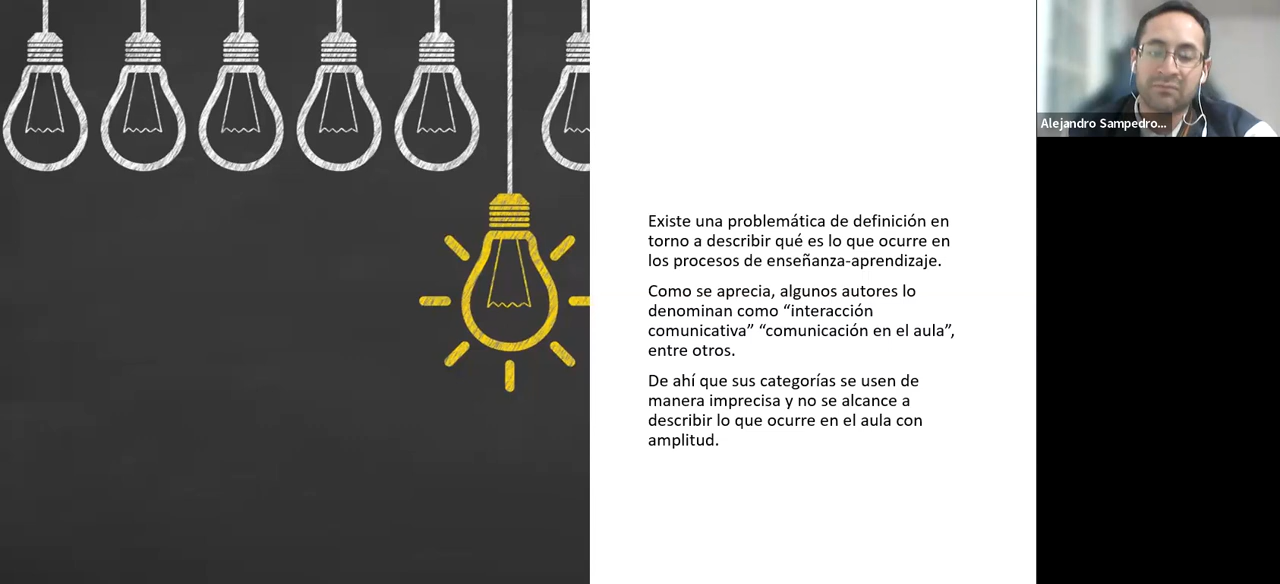 Existe una problemática de definición en
torno a describir qué es lo que ocurre en
los procesos de enseñanza-aprendizaje.
Como se aprecia, algunos autores lo
denominan como “interacción
comunicativa” “comunicación en el aula”,
entre otros.
De ahí que sus categorías se usen de
manera imprecisa y no se alcance a
describir lo que ocurre en el aula con
amplitud.
Alejandro Sampedro...